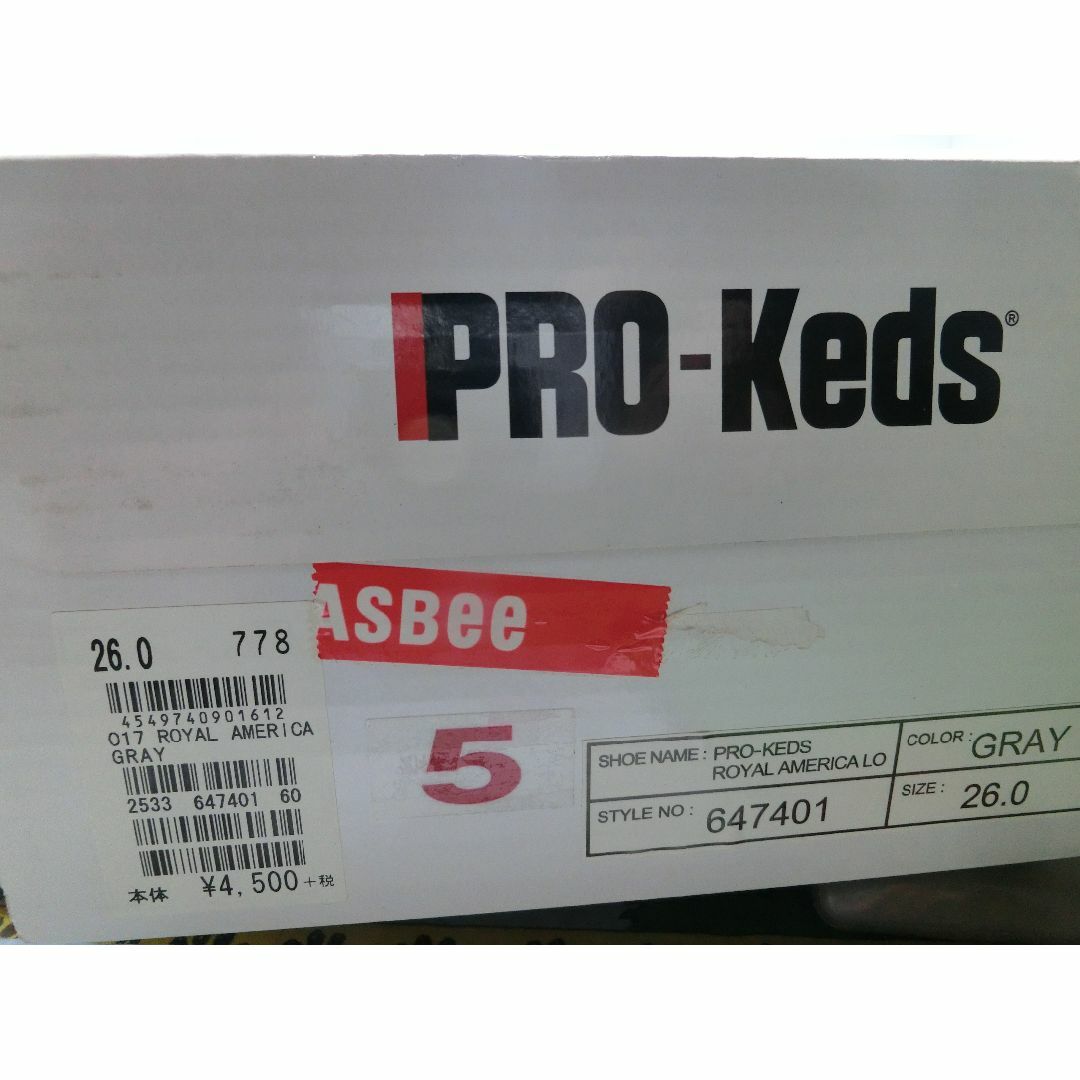 PRO-Keds®
ASBee
26.0 778
4549740901612
017 ROYAL AMERICA
GRAY
2533 647401 60
本体 ¥4,500+税
5
SHOE NAME : PRO-KEDS
ROYAL AMERICA LO
COLOR : GRAY
STYLE NO : 647401
SIZE : 26.0